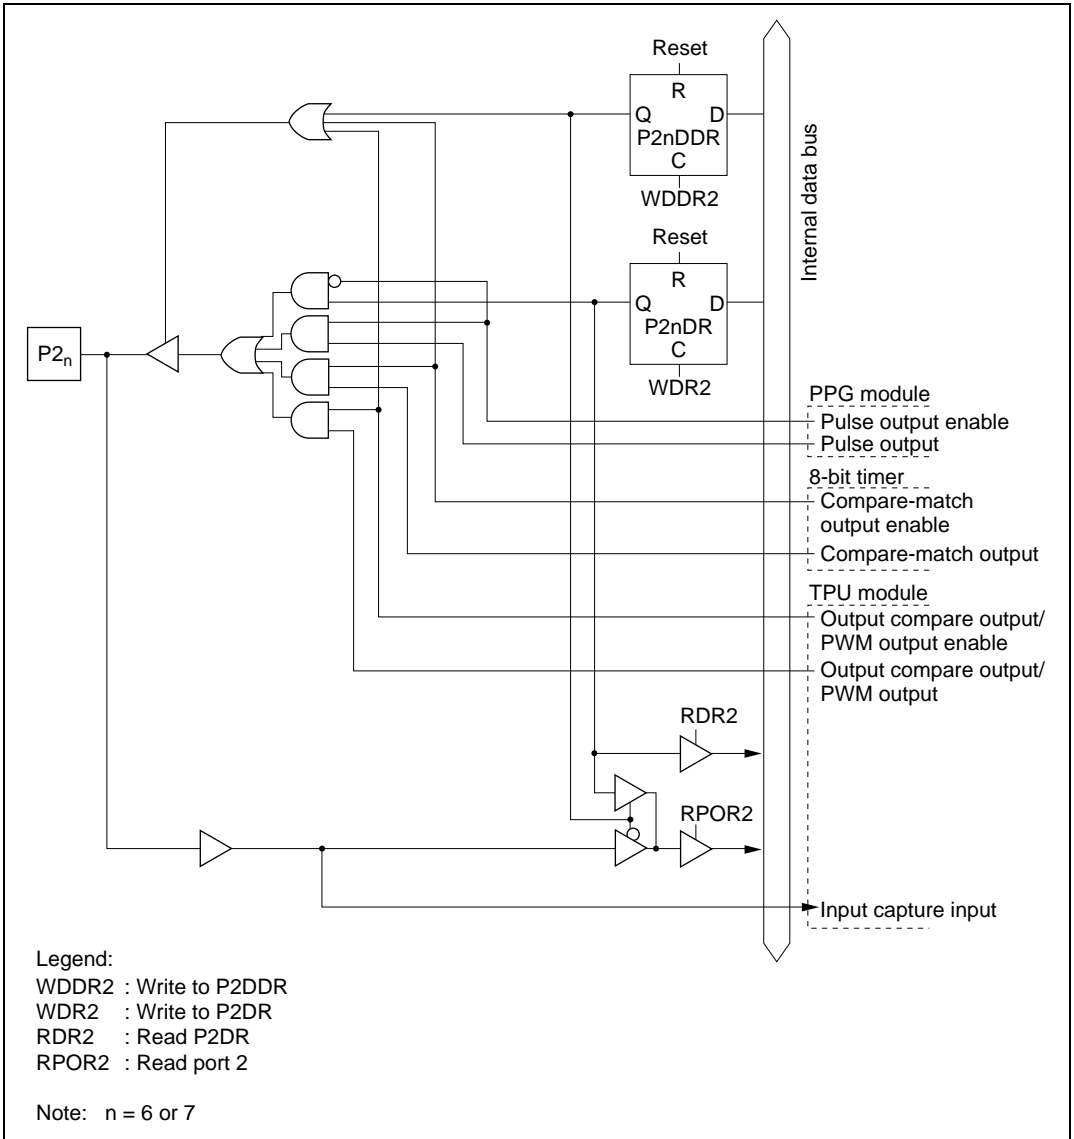 Reset
R
Q D
P2nDDR
C
WDDR2
Internal data bus
Reset
R
Q D
P2nDR
C
WDR2
P2n
PPG module
Pulse output enable
Pulse output
8-bit timer
Compare-match
output enable
Compare-match output
TPU module
Output compare output/
PWM output enable
Output compare output/
PWM output
RDR2
RPOR2
Input capture input
Legend:
WDDR2 : Write to P2DDR
WDR2 : Write to P2DR
RDR2 : Read P2DR
RPOR2 : Read port 2
Note: n = 6 or 7